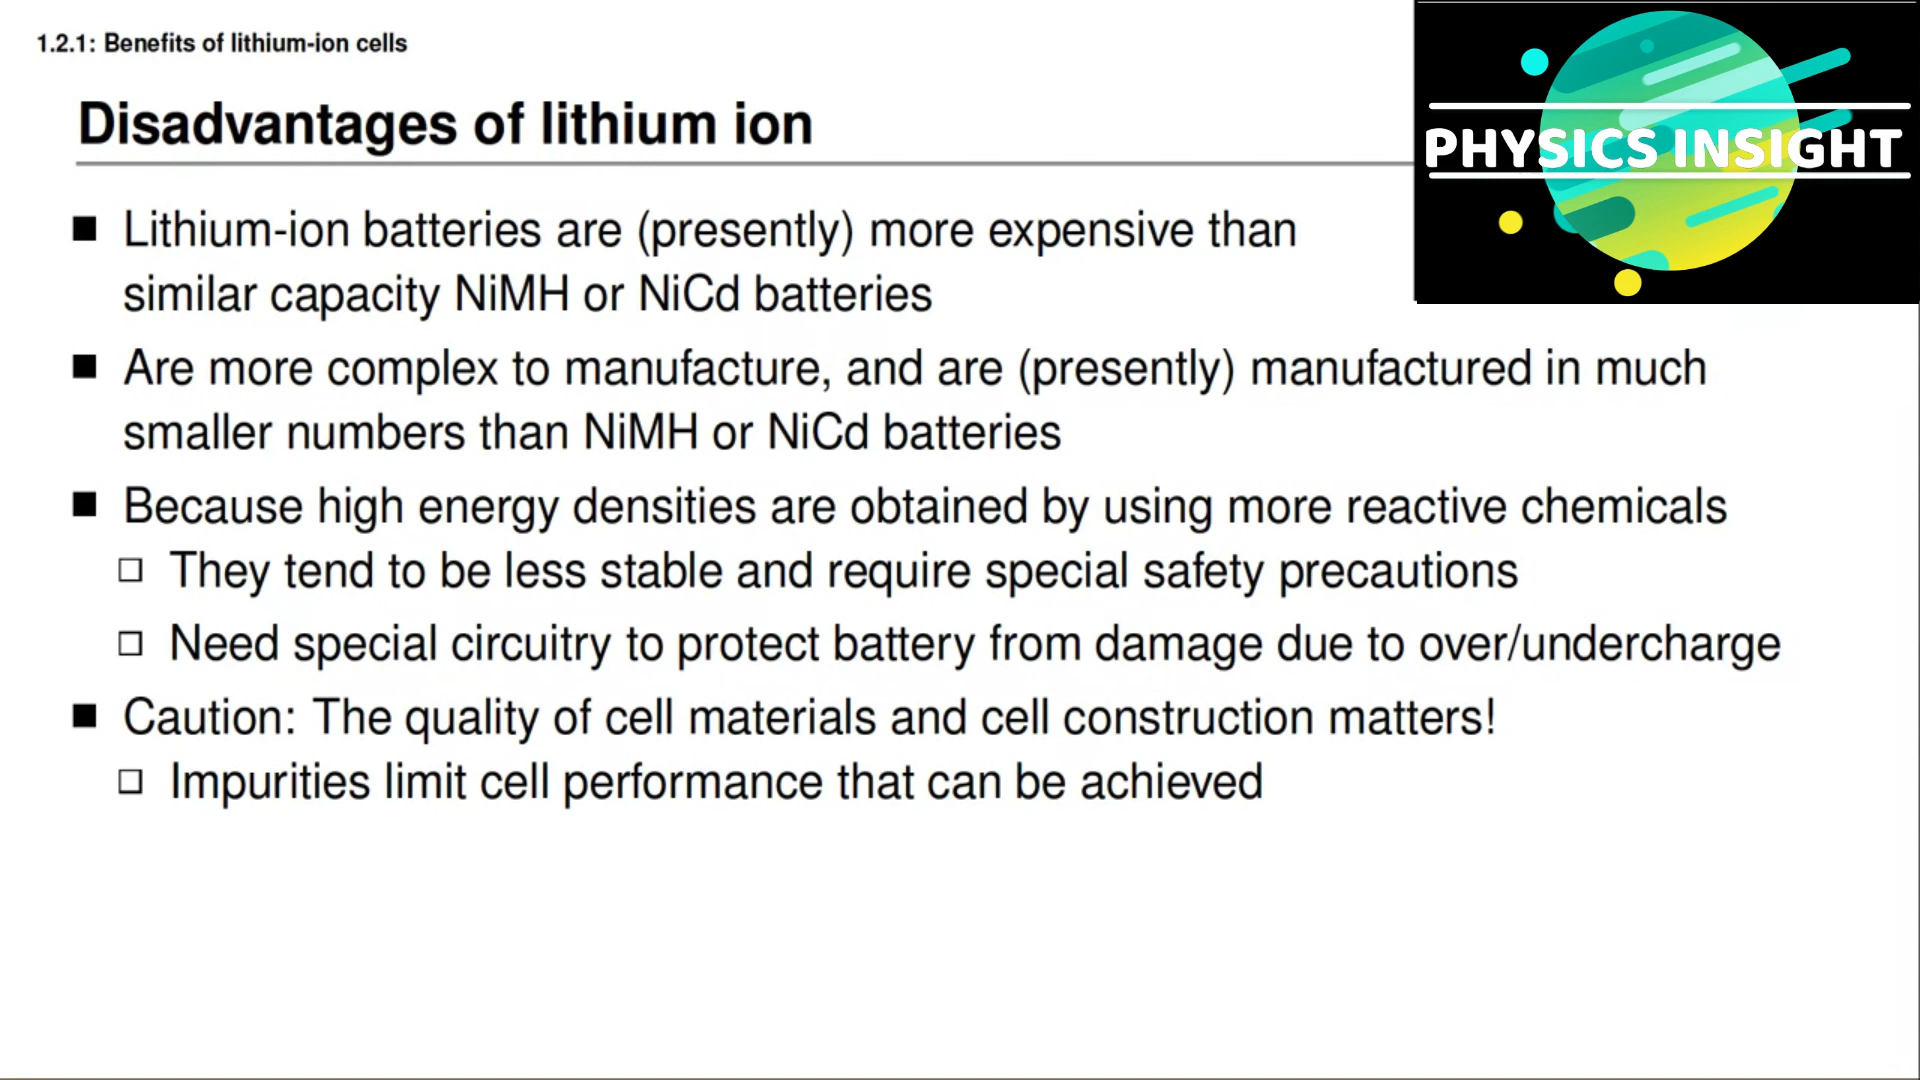 1.2.1: Benefits of lithium-ion cells
PHYSICS INSIGHT
Disadvantages of lithium ion
Lithium-ion batteries are (presently) more expensive than
similar capacity NiMH or NiCd batteries
Are more complex to manufacture, and are (presently) manufactured in much
smaller numbers than NiMH or NiCd batteries
Because high energy densities are obtained by using more reactive chemicals
They tend to be less stable and require special safety precautions
Need special circuitry to protect battery from damage due to over/undercharge
Caution: The quality of cell materials and cell construction matters!
Impurities limit cell performance that can be achieved